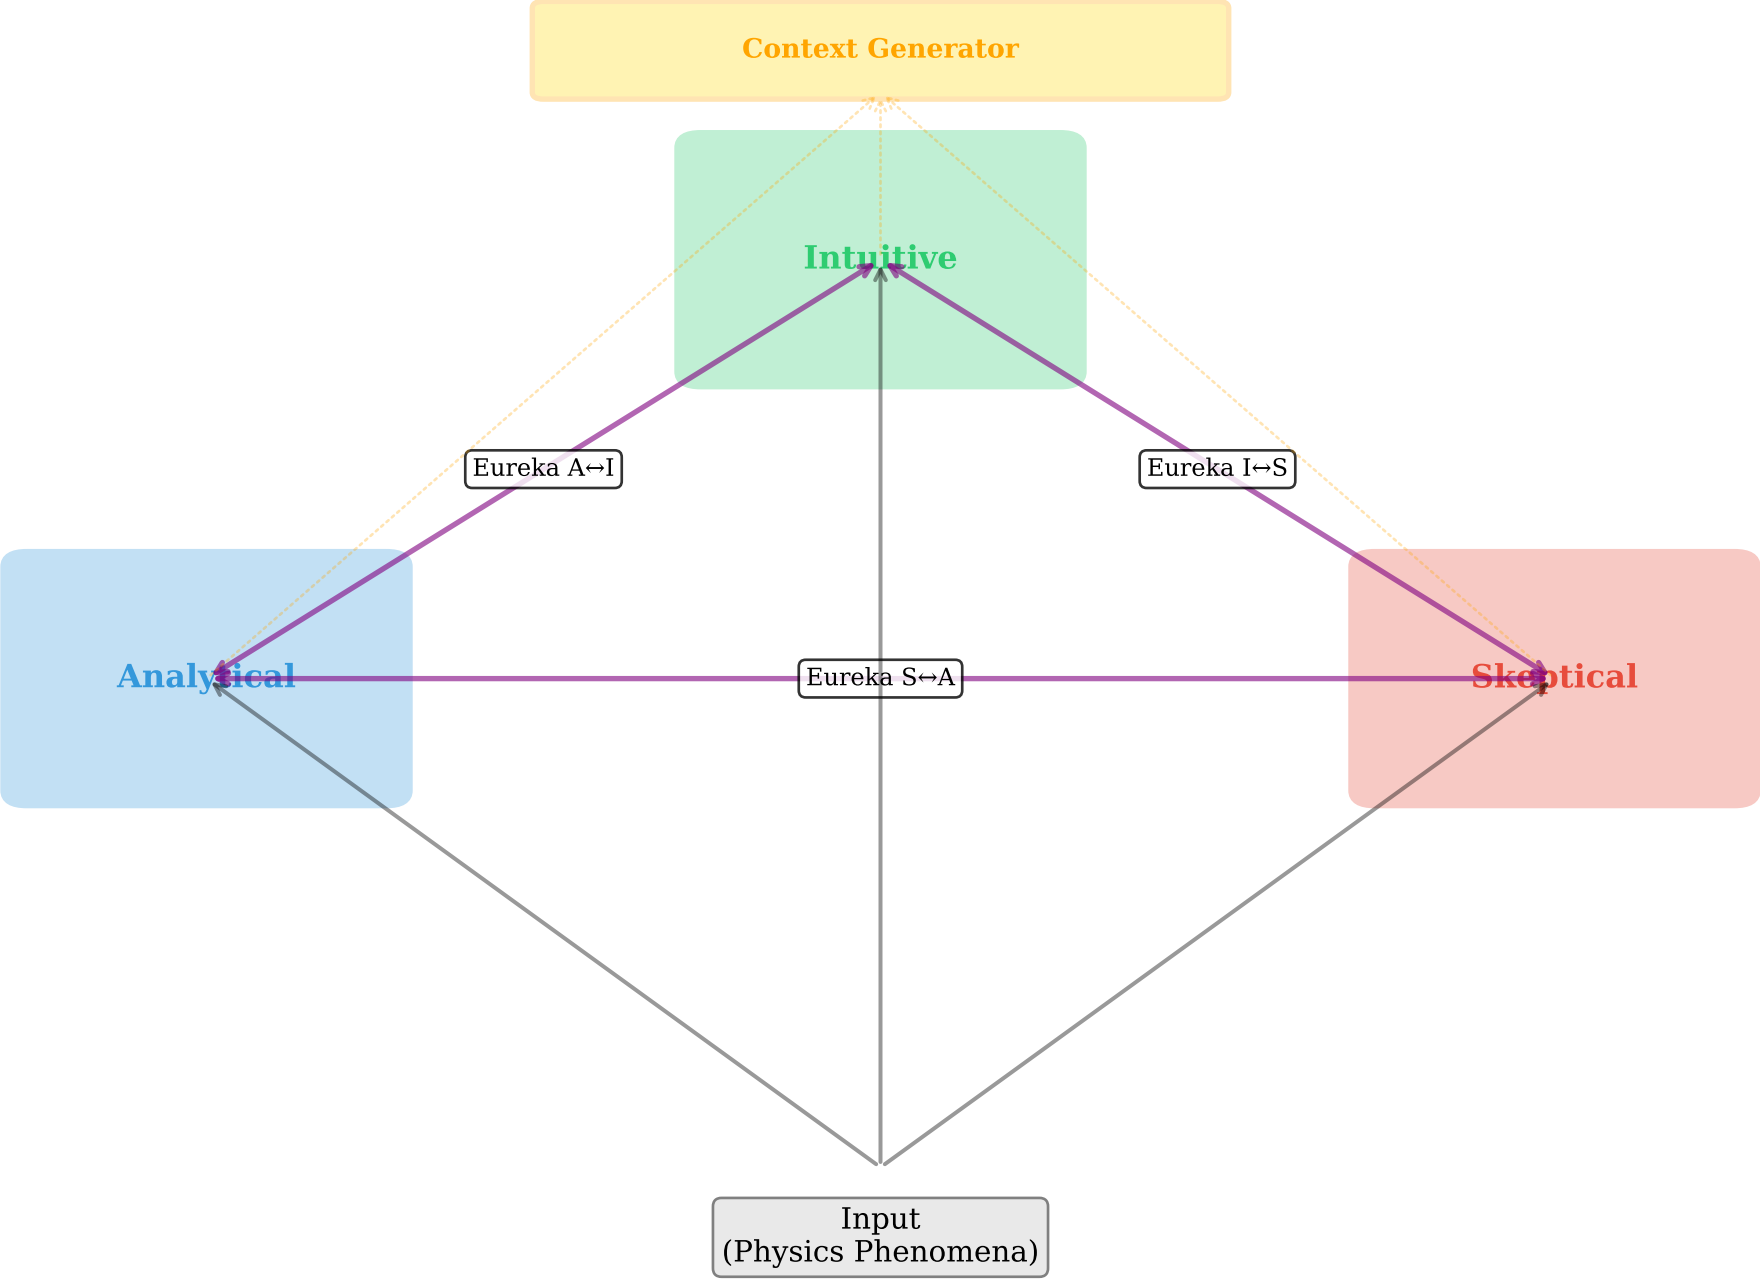 Context Generator
Intuitive
Eureka A↔I
Eureka I↔S
Analytical
Eureka S↔A
Skeptical
Input
(Physics Phenomena)